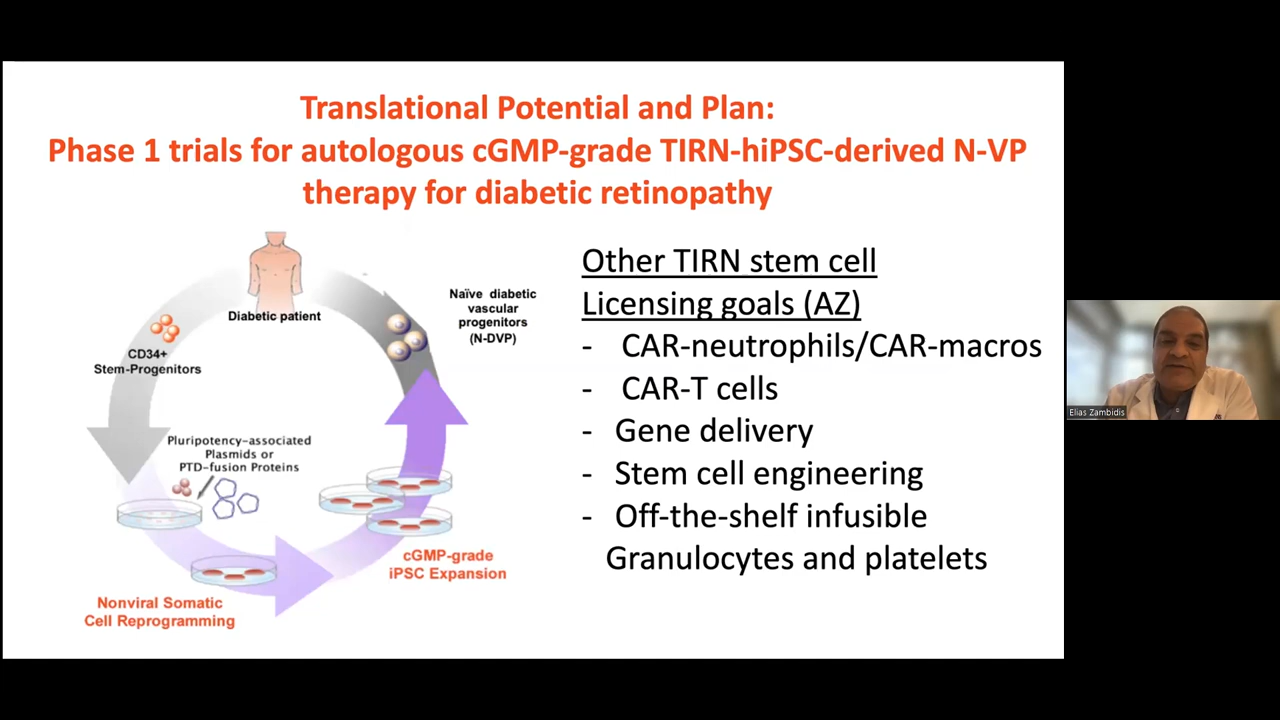 Translational Potential and Plan:
Phase 1 trials for autologous cGMP-grade TIRN-hiPSC-derived N-VP
therapy for diabetic retinopathy
Diabetic patient
CD34+
Stem-Progenitors
Pluripotency-associated
Plasmids or
PTD-fusion Proteins
Nonviral Somatic
Cell Reprogramming
cGMP-grade
iPSC Expansion
Naïve diabetic
vascular
progenitors
(N-DVP)
Other TIRN stem cell
Licensing goals (AZ)
- CAR-neutrophils/CAR-macros
- CAR-T cells
- Gene delivery
- Stem cell engineering
- Off-the-shelf infusible
Granulocytes and platelets
Elias Zambidis